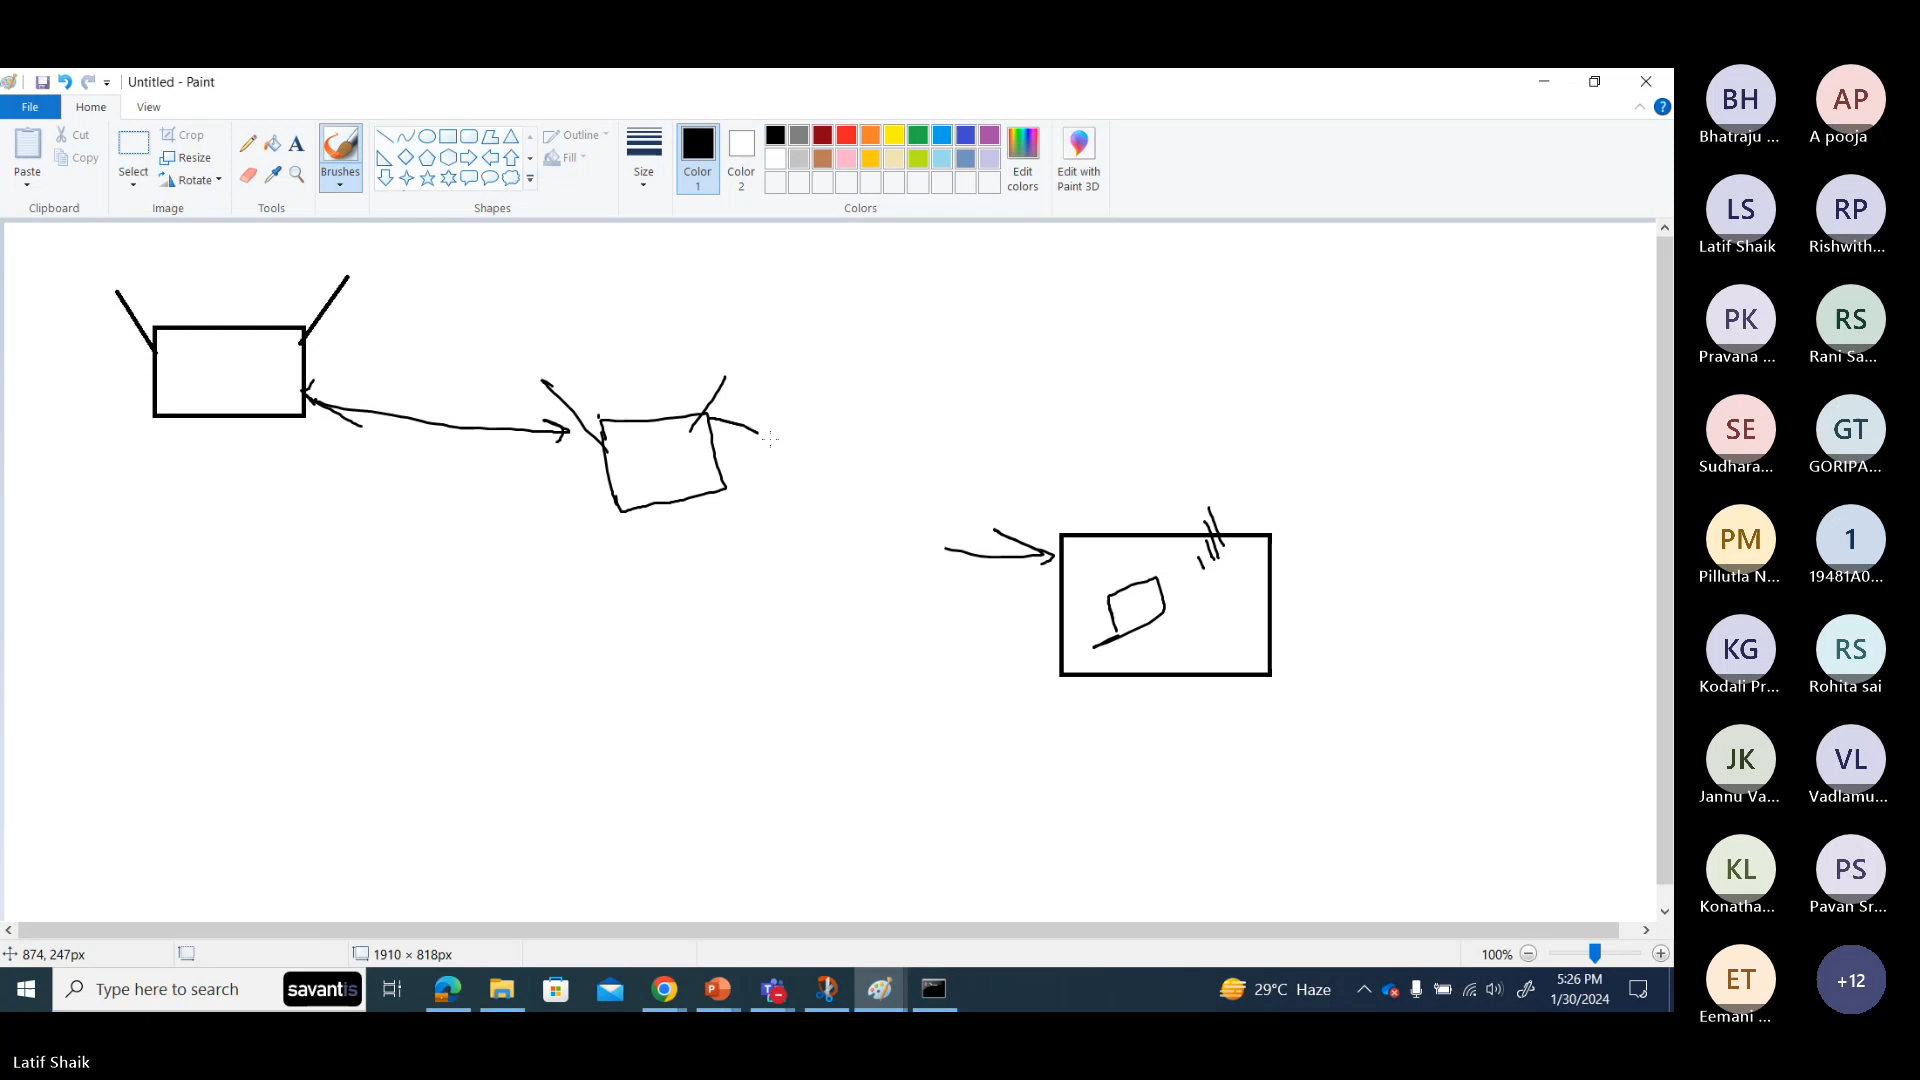 Untitled - Paint
File
Home
View
Paste
Cut
Copy
Clipboard
Select
Crop
Resize
Rotate
Image
A
Tools
Brushes
Outline
Fill
Shapes
Size
Color 1
Color 2
Edit colors
Colors
Edit with Paint 3D
?
874, 247px
1910 × 818px
100%
Type here to search
savantis
29°C Haze
5:26 PM
1/30/2024
BH
Bhatraju ...
AP
A pooja
LS
Latif Shaik
RP
Rishwith...
PK
Pravana ...
RS
Rani Sa...
SE
Sudhara...
GT
GORIPA...
PM
Pillutla N...
1
19481A0...
KG
Kodali Pr...
RS
Rohita sai
JK
Jannu Va...
VL
Vadlamu...
KL
Konatha...
PS
Pavan Sr...
ET
Eemani ...
+12
Latif Shaik